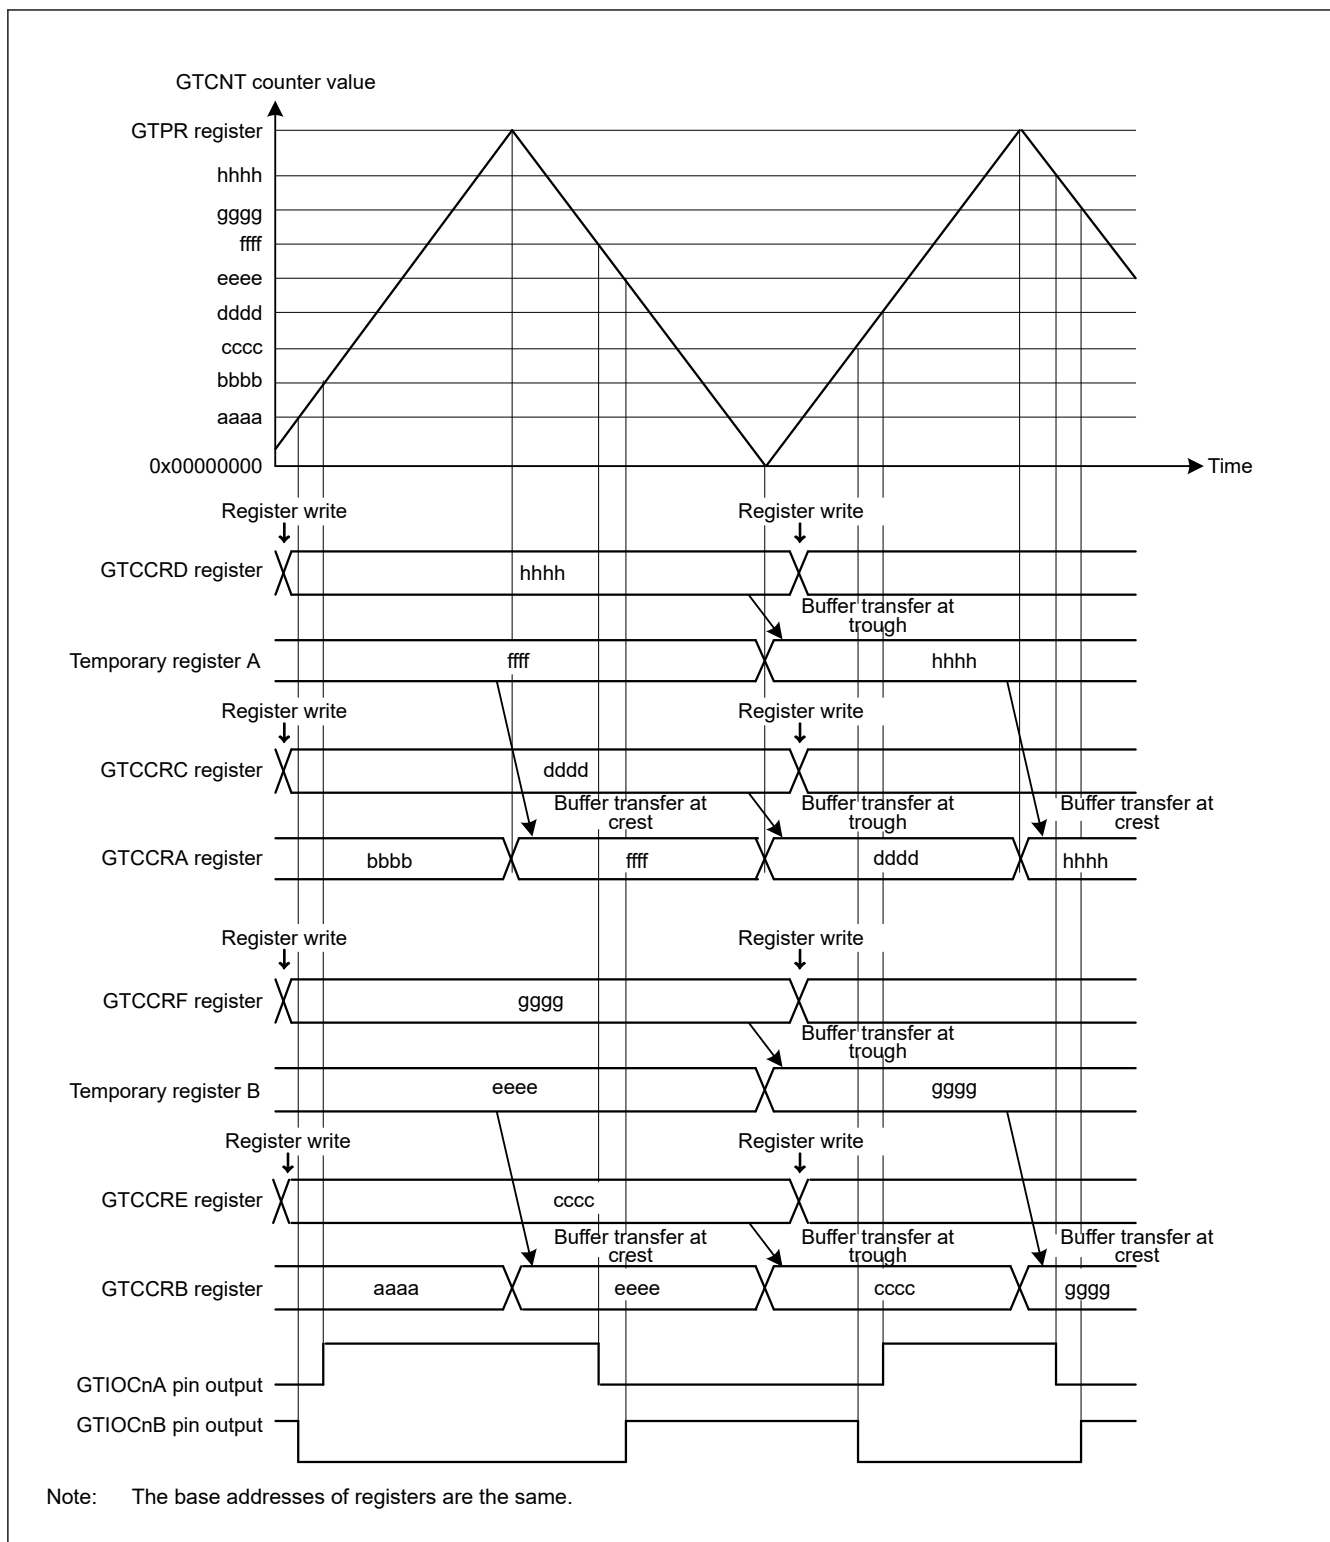 GTCNT counter value
GTPR register
hhhh
gggg
ffff
eeee
dddd
cccc
bbbb
aaaa
0x00000000
Time
Register write
Register write
GTCCRD register
hhhh
Buffer transfer at
trough
Temporary register A
ffff
hhhh
Register write
Register write
GTCCRC register
dddd
Buffer transfer at
crest
Buffer transfer at
trough
Buffer transfer at
crest
GTCCRA register
bbbb
ffff
dddd
hhhh
Register write
Register write
GTCCRF register
gggg
Buffer transfer at
trough
Temporary register B
eeee
gggg
Register write
Register write
GTCCRE register
cccc
Buffer transfer at
crest
Buffer transfer at
trough
Buffer transfer at
crest
GTCCRB register
aaaa
eeee
cccc
gggg
GTIOCnA pin output
GTIOCnB pin output
Note: The base addresses of registers are the same.